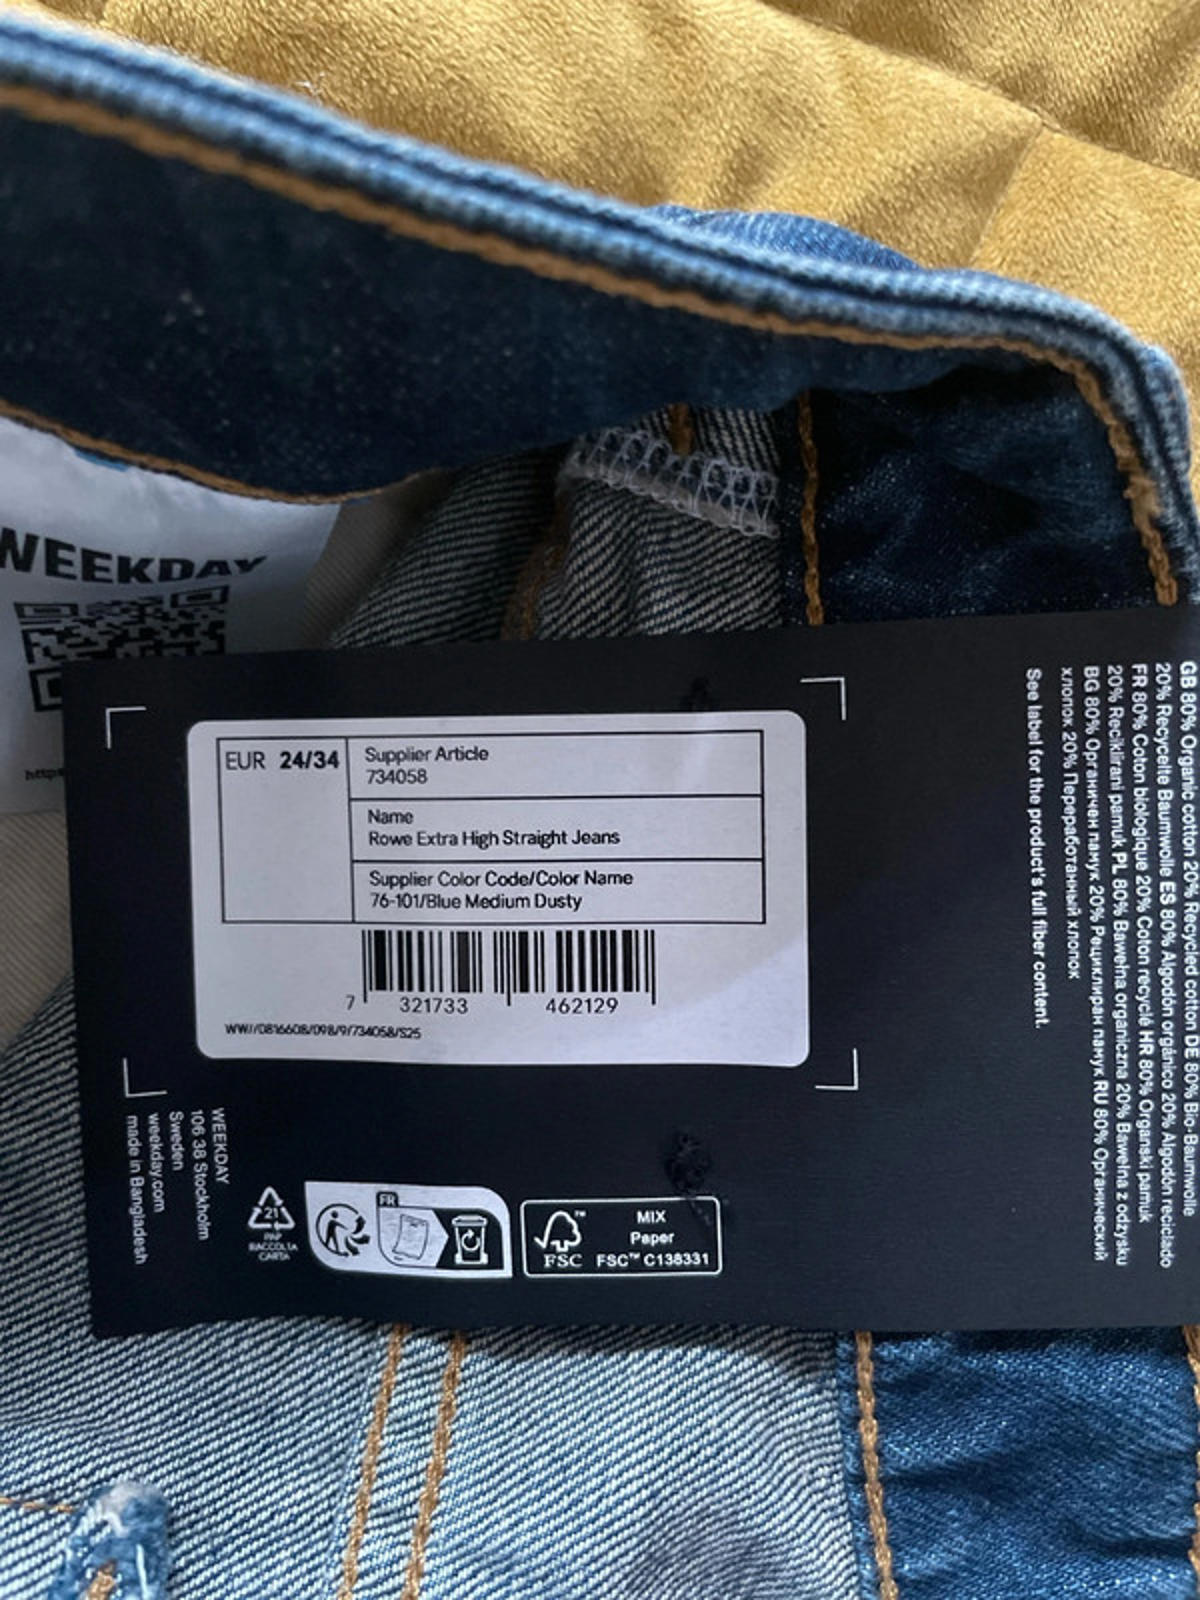 WEEKDAY
https
EUR 24/34
Supplier Article
734058
Name
Rowe Extra High Straight Jeans
Supplier Color Code/Color Name
76-101/Blue Medium Dusty
7 321733 462129
WW//0816608/098/9/734058/S25
WEEKDAY
106 38 Stockholm
Sweden
weekday.com
made in Bangladesh
21
PAP
RACCOLTA
CARTA
FR
FSC™
MIX
Paper
FSC™ C138331
GB 80% Organic cotton 20% Recycled cotton DE 80% Bio-Baumwolle
20% Recycelte Baumwolle ES 80% Algodón orgánico 20% Algodón reciclado
FR 80% Coton biologique 20% Coton recyclé HR 80% Organski pamuk
20% Reciklirani pamuk PL 80% Bawełna organiczna 20% Bawełna z odzysku
BG 80% Органичен памук 20% Рециклиран памук RU 80% Органический
хлопок 20% Переработанный хлопок
See label for the product's full fiber content.